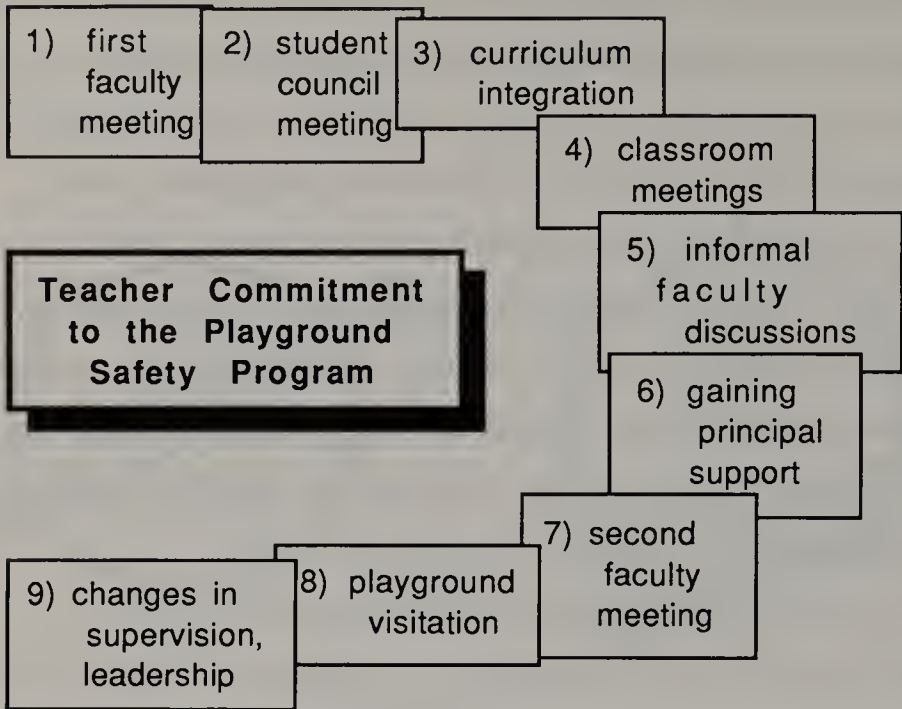 1) first
faculty
meeting
2) student
council
meeting
3) curriculum
integration
4) classroom
meetings
5) informal
faculty
discussions
6) gaining
principal
support
7) second
faculty
meeting
8) playground
visitation
9) changes in
supervision,
leadership
Teacher Commitment
to the Playground
Safety Program